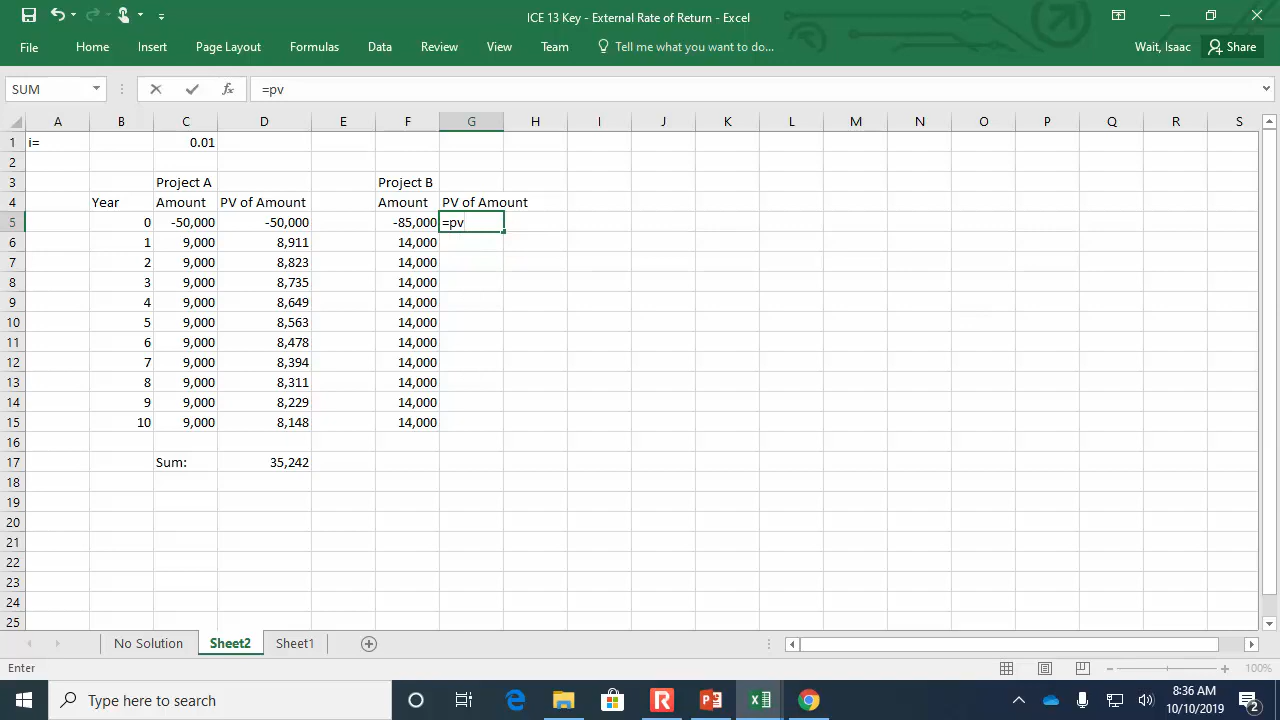 ICE 13 Key - External Rate of Return - Excel
File Home Insert Page Layout Formulas Data Review View Team Tell me what you want to do... Wait, Isaac Share
SUM =pv
A B C D E F G H I J K L M N O P Q R S
1 i= 0.01
2
3 Project A Project B
4 Year Amount PV of Amount Amount PV of Amount
5 0 -50,000 -50,000 -85,000 =pv
6 1 9,000 8,911 14,000
7 2 9,000 8,823 14,000
8 3 9,000 8,735 14,000
9 4 9,000 8,649 14,000
10 5 9,000 8,563 14,000
11 6 9,000 8,478 14,000
12 7 9,000 8,394 14,000
13 8 9,000 8,311 14,000
14 9 9,000 8,229 14,000
15 10 9,000 8,148 14,000
16
17 Sum: 35,242
18
19
20
21
22
23
24
25
No Solution Sheet2 Sheet1
Enter 100%
Type here to search 8:36 AM
10/10/2019 2